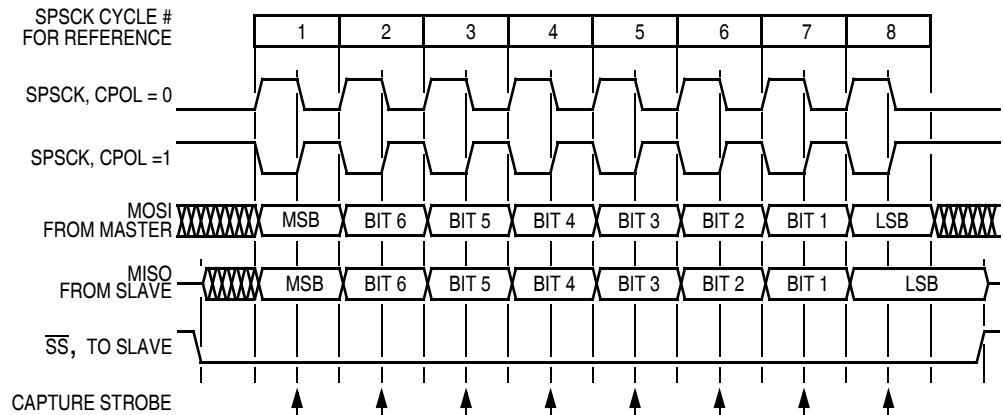 SPSCK CYCLE #
FOR REFERENCE
1 2 3 4 5 6 7 8
SPSCK, CPOL = 0
SPSCK, CPOL =1
MOSI
FROM MASTER
MSB BIT 6 BIT 5 BIT 4 BIT 3 BIT 2 BIT 1 LSB
MISO
FROM SLAVE
MSB BIT 6 BIT 5 BIT 4 BIT 3 BIT 2 BIT 1 LSB
SS, TO SLAVE
CAPTURE STROBE